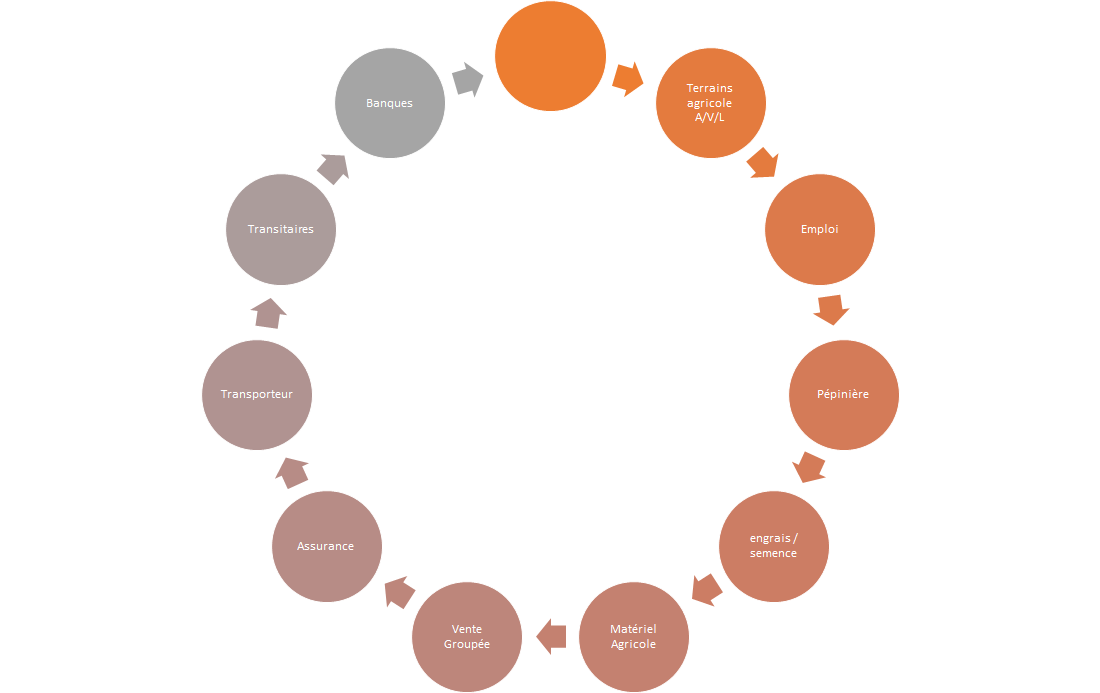 Terrains
agricole
A/V/L
Emploi
Pépinière
engrais /
semence
Matériel
Agricole
Vente
Groupée
Assurance
Transporteur
Transitaires
Banques